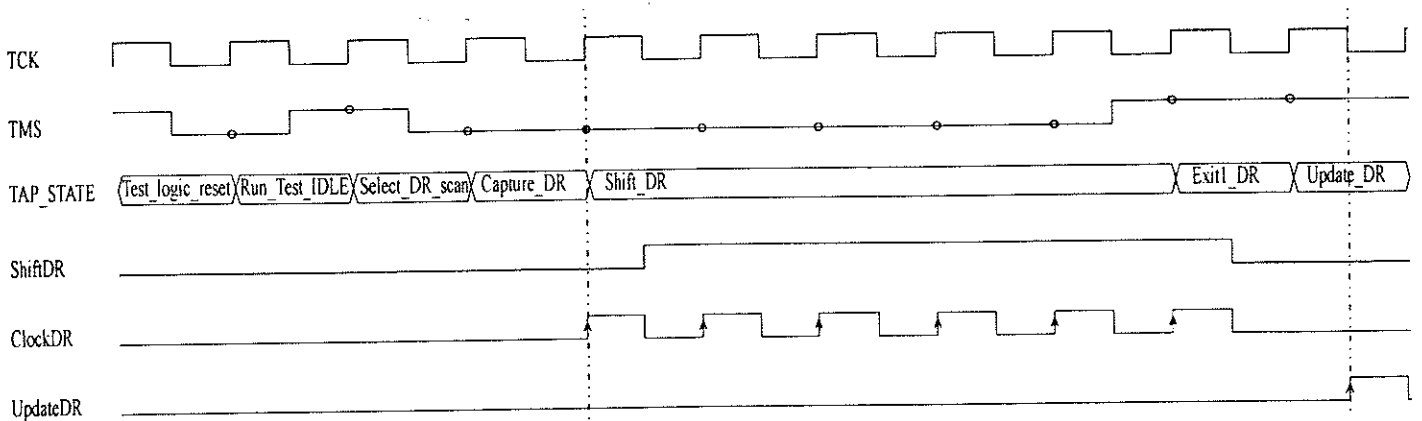 TCK
TMS
TAP_STATE Test_logic_reset Run_Test_IDLE Select_DR_scan Capture_DR Shift_DR Exit1_DR Update_DR
ShiftDR
ClockDR
UpdateDR